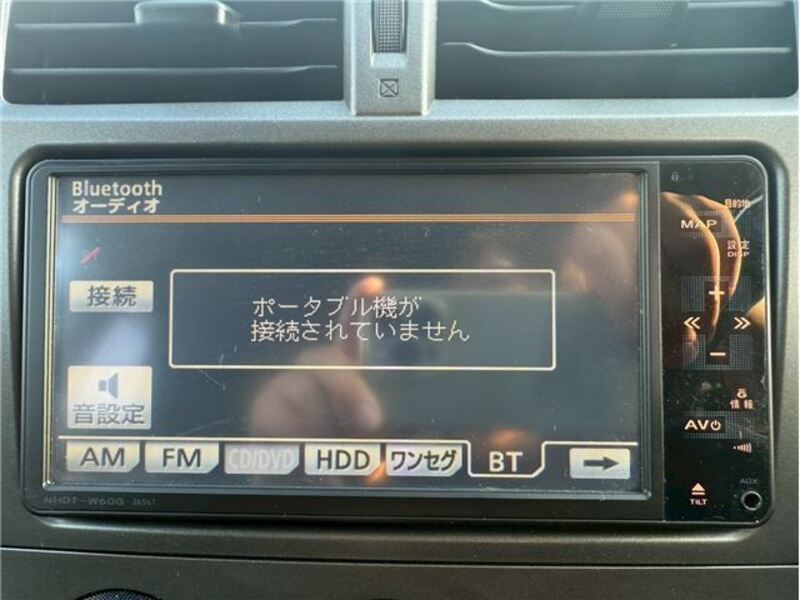 Bluetooth
オーディオ
接続
ポータブル機が
接続されていません
音設定
AM FM CD/DVD HDD ワンセグ BT
NHDT-W60G
目的地
MAP
設定
DISP
情報
AV
TILT
AUX